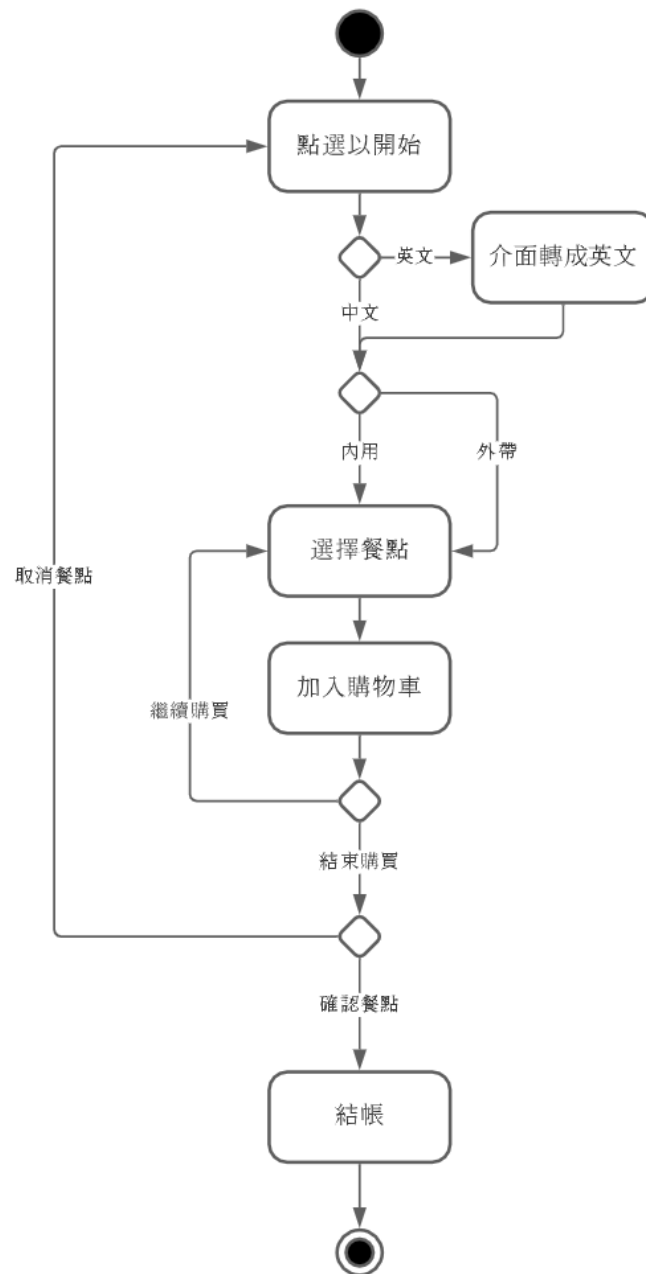 點選以開始
英文
介面轉成英文
中文
內用
外帶
選擇餐點
取消餐點
加入購物車
繼續購買
結束購買
確認餐點
結帳